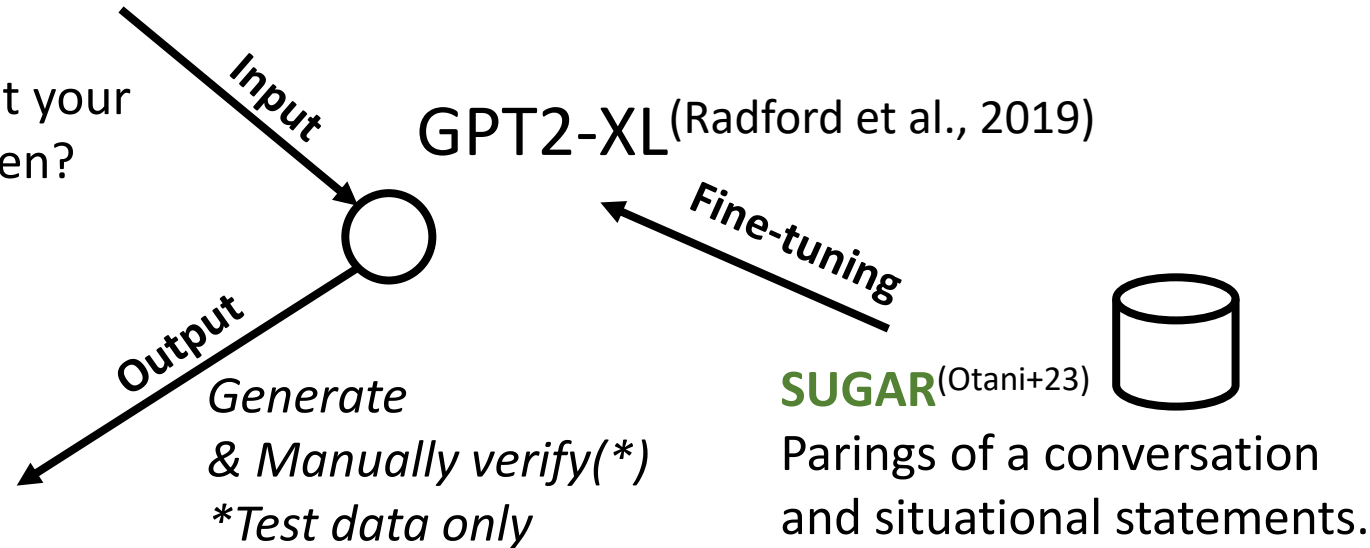 Input
t your
en?
GPT2-XL(Radford et al., 2019)
Fine-tuning
Output
Generate
& Manually verify(*)
*Test data only
SUGAR(Otani+23)
Parings of a conversation
and situational statements.